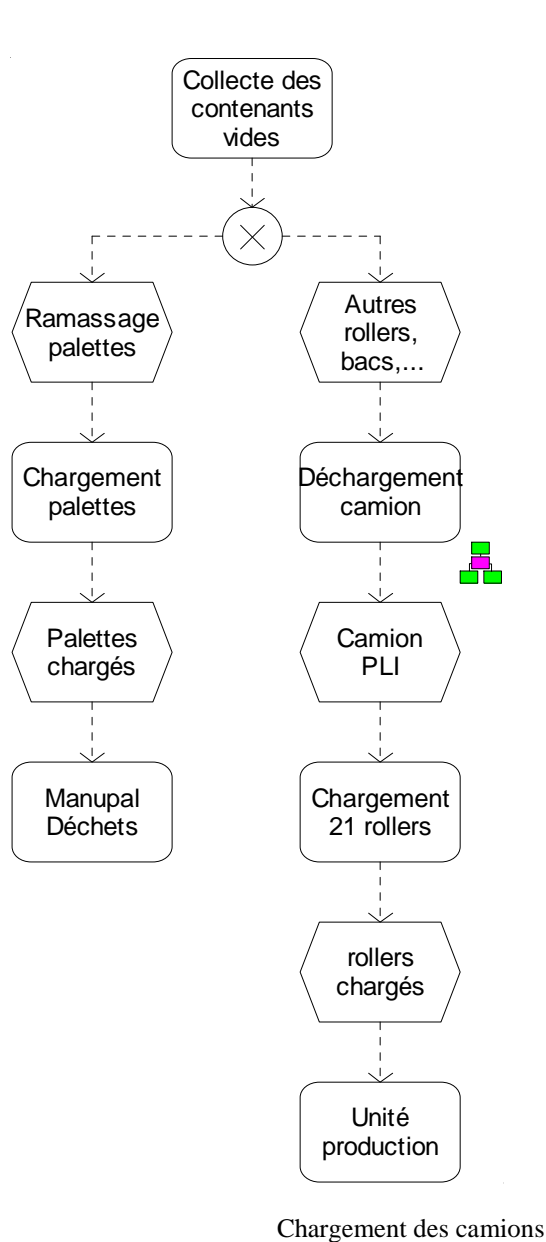 Collecte des
contenants
vides
Ramassage
palettes
Autres
rollers,
bacs,...
Chargement
palettes
Déchargement
camion
Palettes
chargés
Camion
PLI
Manupal
Déchets
Chargement
21 rollers
rollers
chargés
Unité
production
Chargement des camions